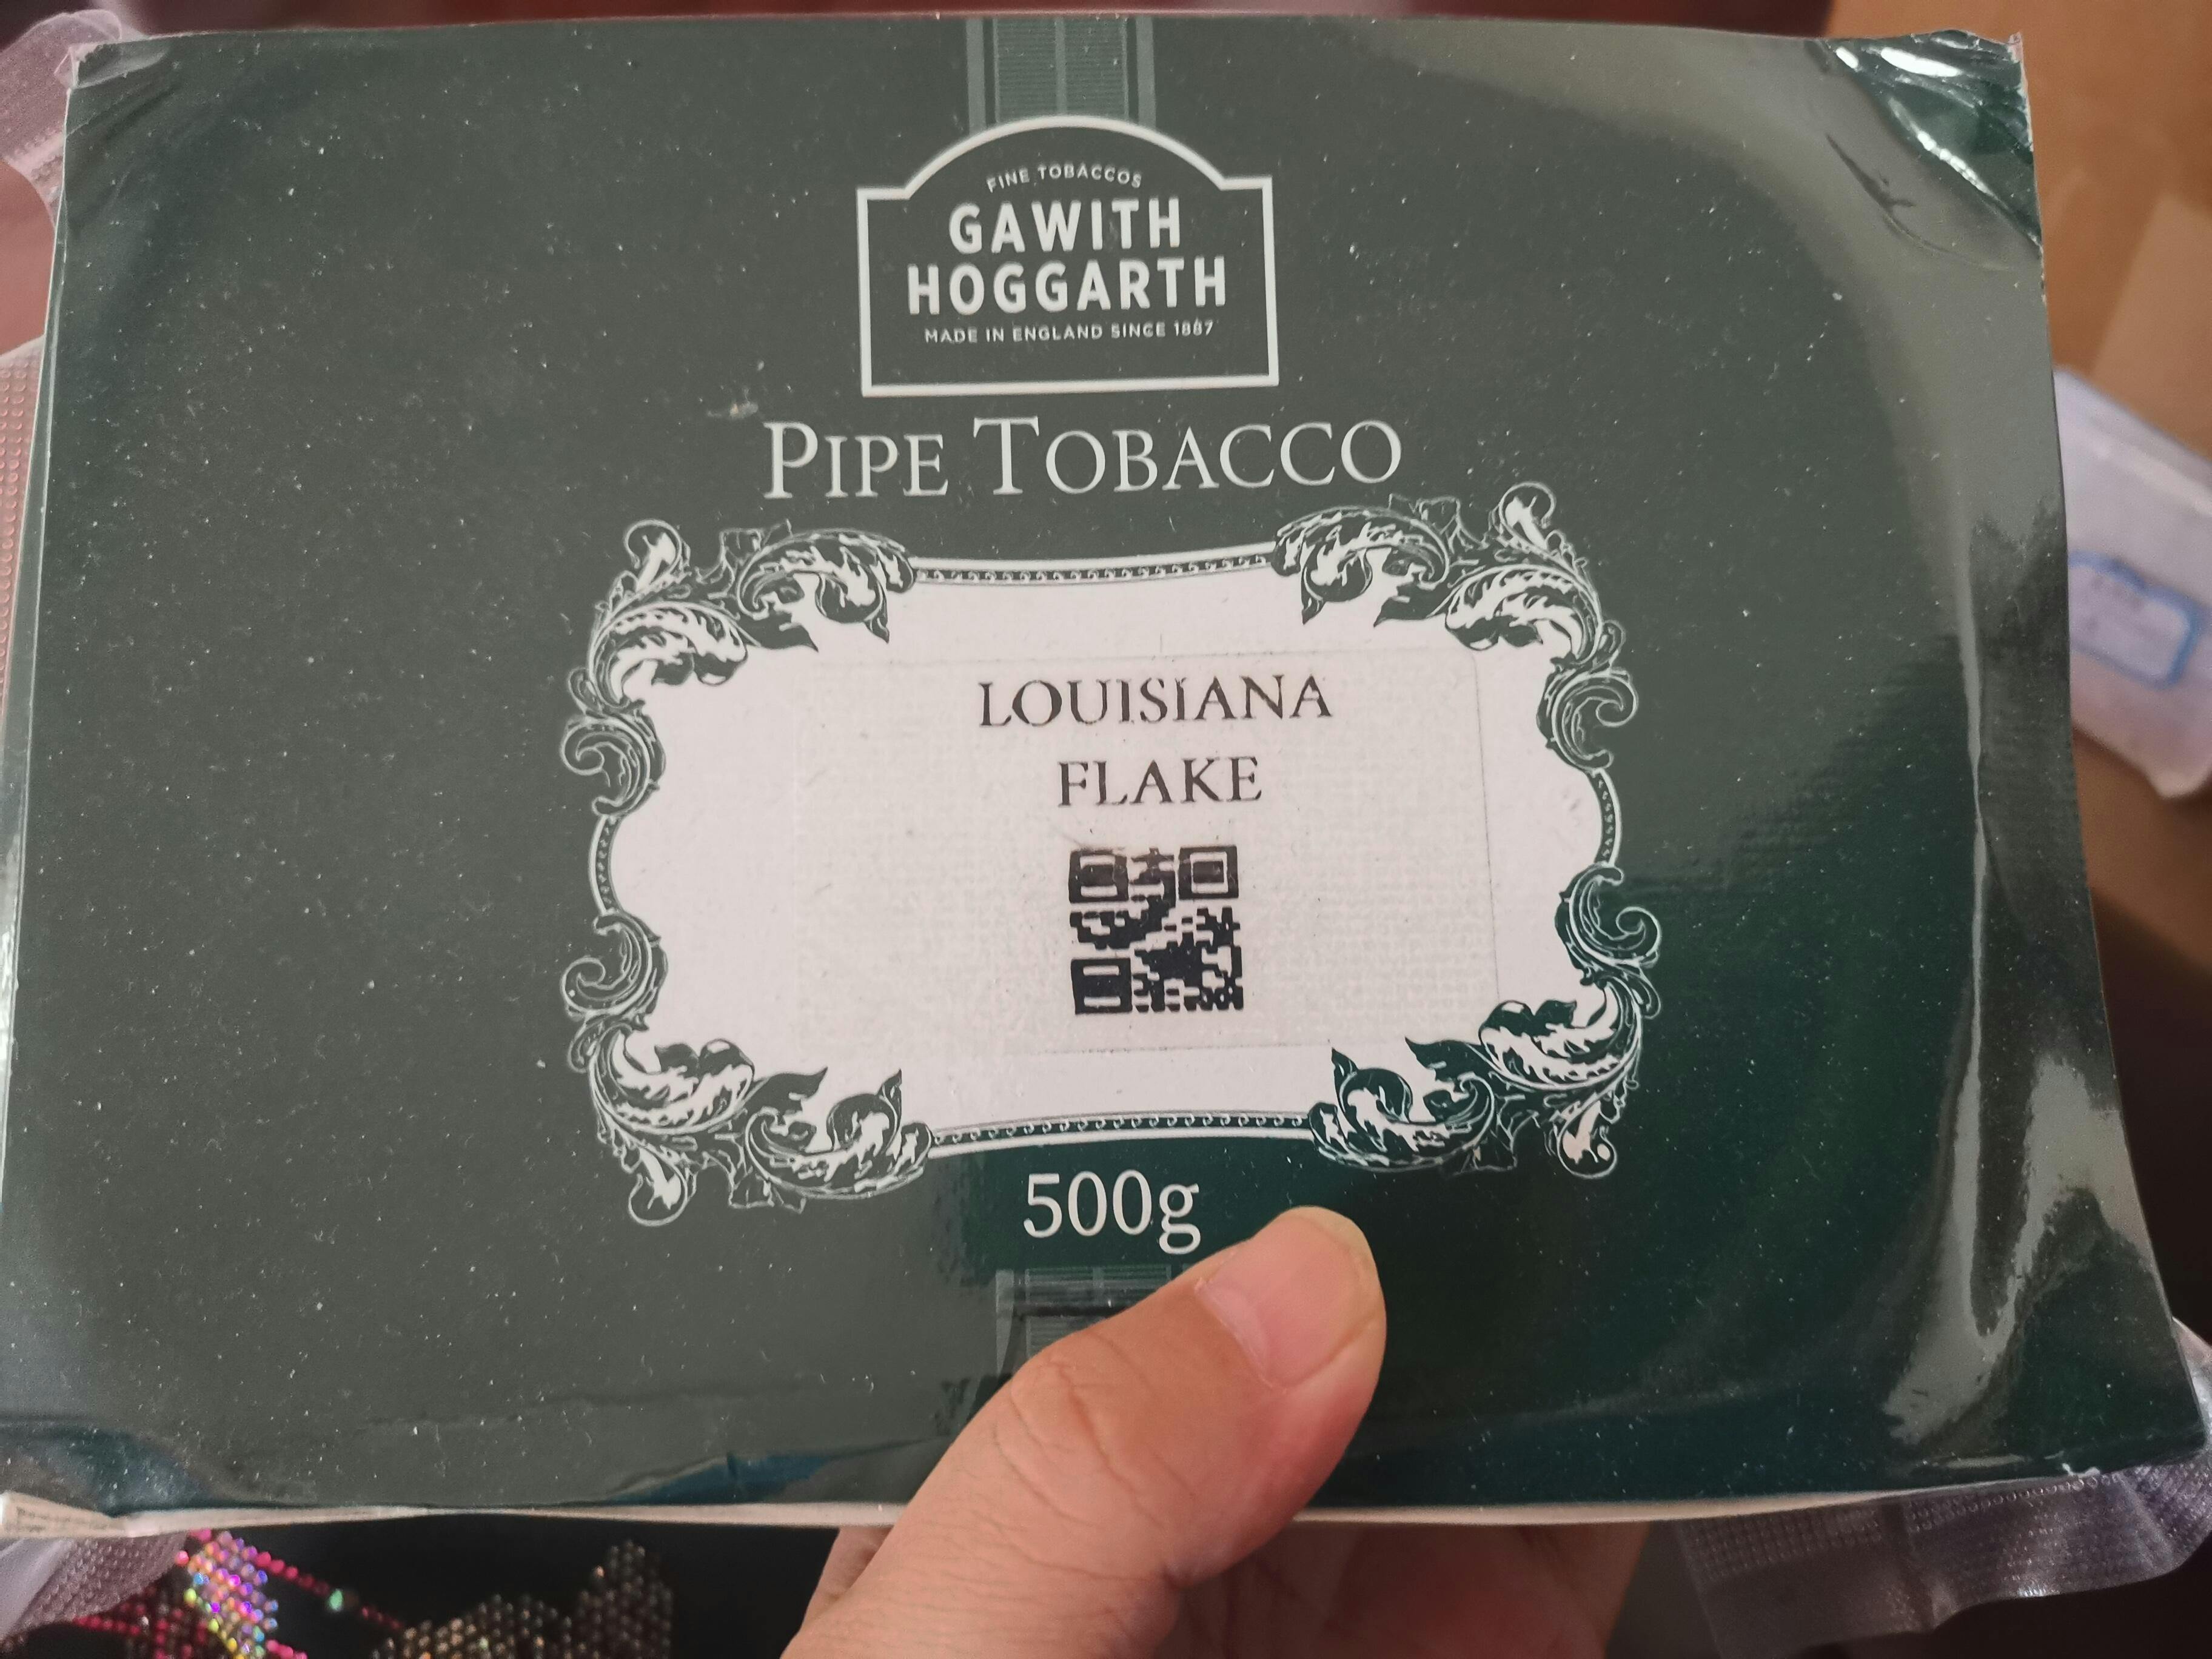 FINE TOBACCOS
GAWITH
HOGGARTH
MADE IN ENGLAND SINCE 1887
PIPE TOBACCO
LOUISIANA
FLAKE
500g